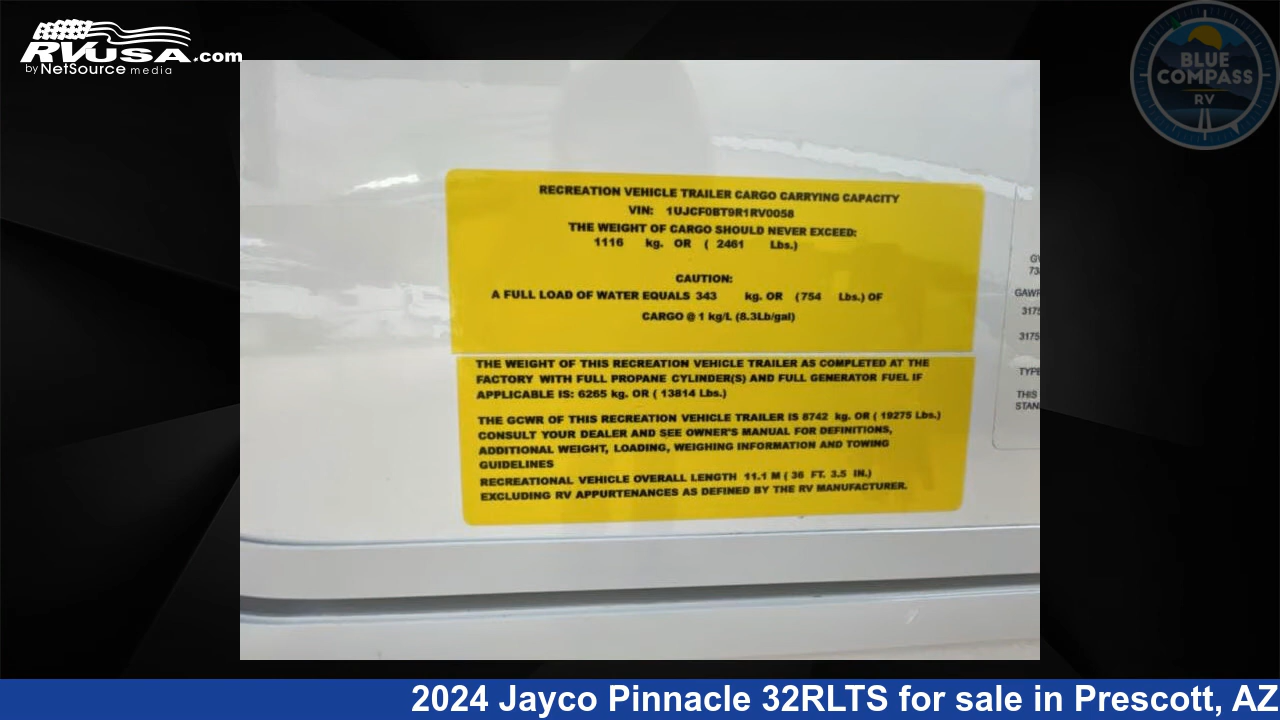 RVUSA.com
by NetSource media
BLUE
COMPASS
RV
RECREATION VEHICLE TRAILER CARGO CARRYING CAPACITY
VIN: 1UJCF0BT9R1RV0058
THE WEIGHT OF CARGO SHOULD NEVER EXCEED:
1116 kg. OR ( 2461 Lbs.)
CAUTION:
A FULL LOAD OF WATER EQUALS 343 kg. OR (754 Lbs.) OF
CARGO @ 1 kg/L (8.3Lb/gal)
THE WEIGHT OF THIS RECREATION VEHICLE TRAILER AS COMPLETED AT THE
FACTORY WITH FULL PROPANE CYLINDER(S) AND FULL GENERATOR FUEL IF
APPLICABLE IS: 6265 kg. OR ( 13814 Lbs.)
THE GCWR OF THIS RECREATION VEHICLE TRAILER IS 8742 kg. OR ( 19275 Lbs.)
CONSULT YOUR DEALER AND SEE OWNER'S MANUAL FOR DEFINITIONS,
ADDITIONAL WEIGHT, LOADING, WEIGHING INFORMATION AND TOWING
GUIDELINES
RECREATIONAL VEHICLE OVERALL LENGTH 11.1 M ( 36 FT. 3.5 IN.)
EXCLUDING RV APPURTENANCES AS DEFINED BY THE RV MANUFACTURER.
GAWR
3175
3175
TYPE
THIS
STAN
2024 Jayco Pinnacle 32RLTS for sale in Prescott, AZ